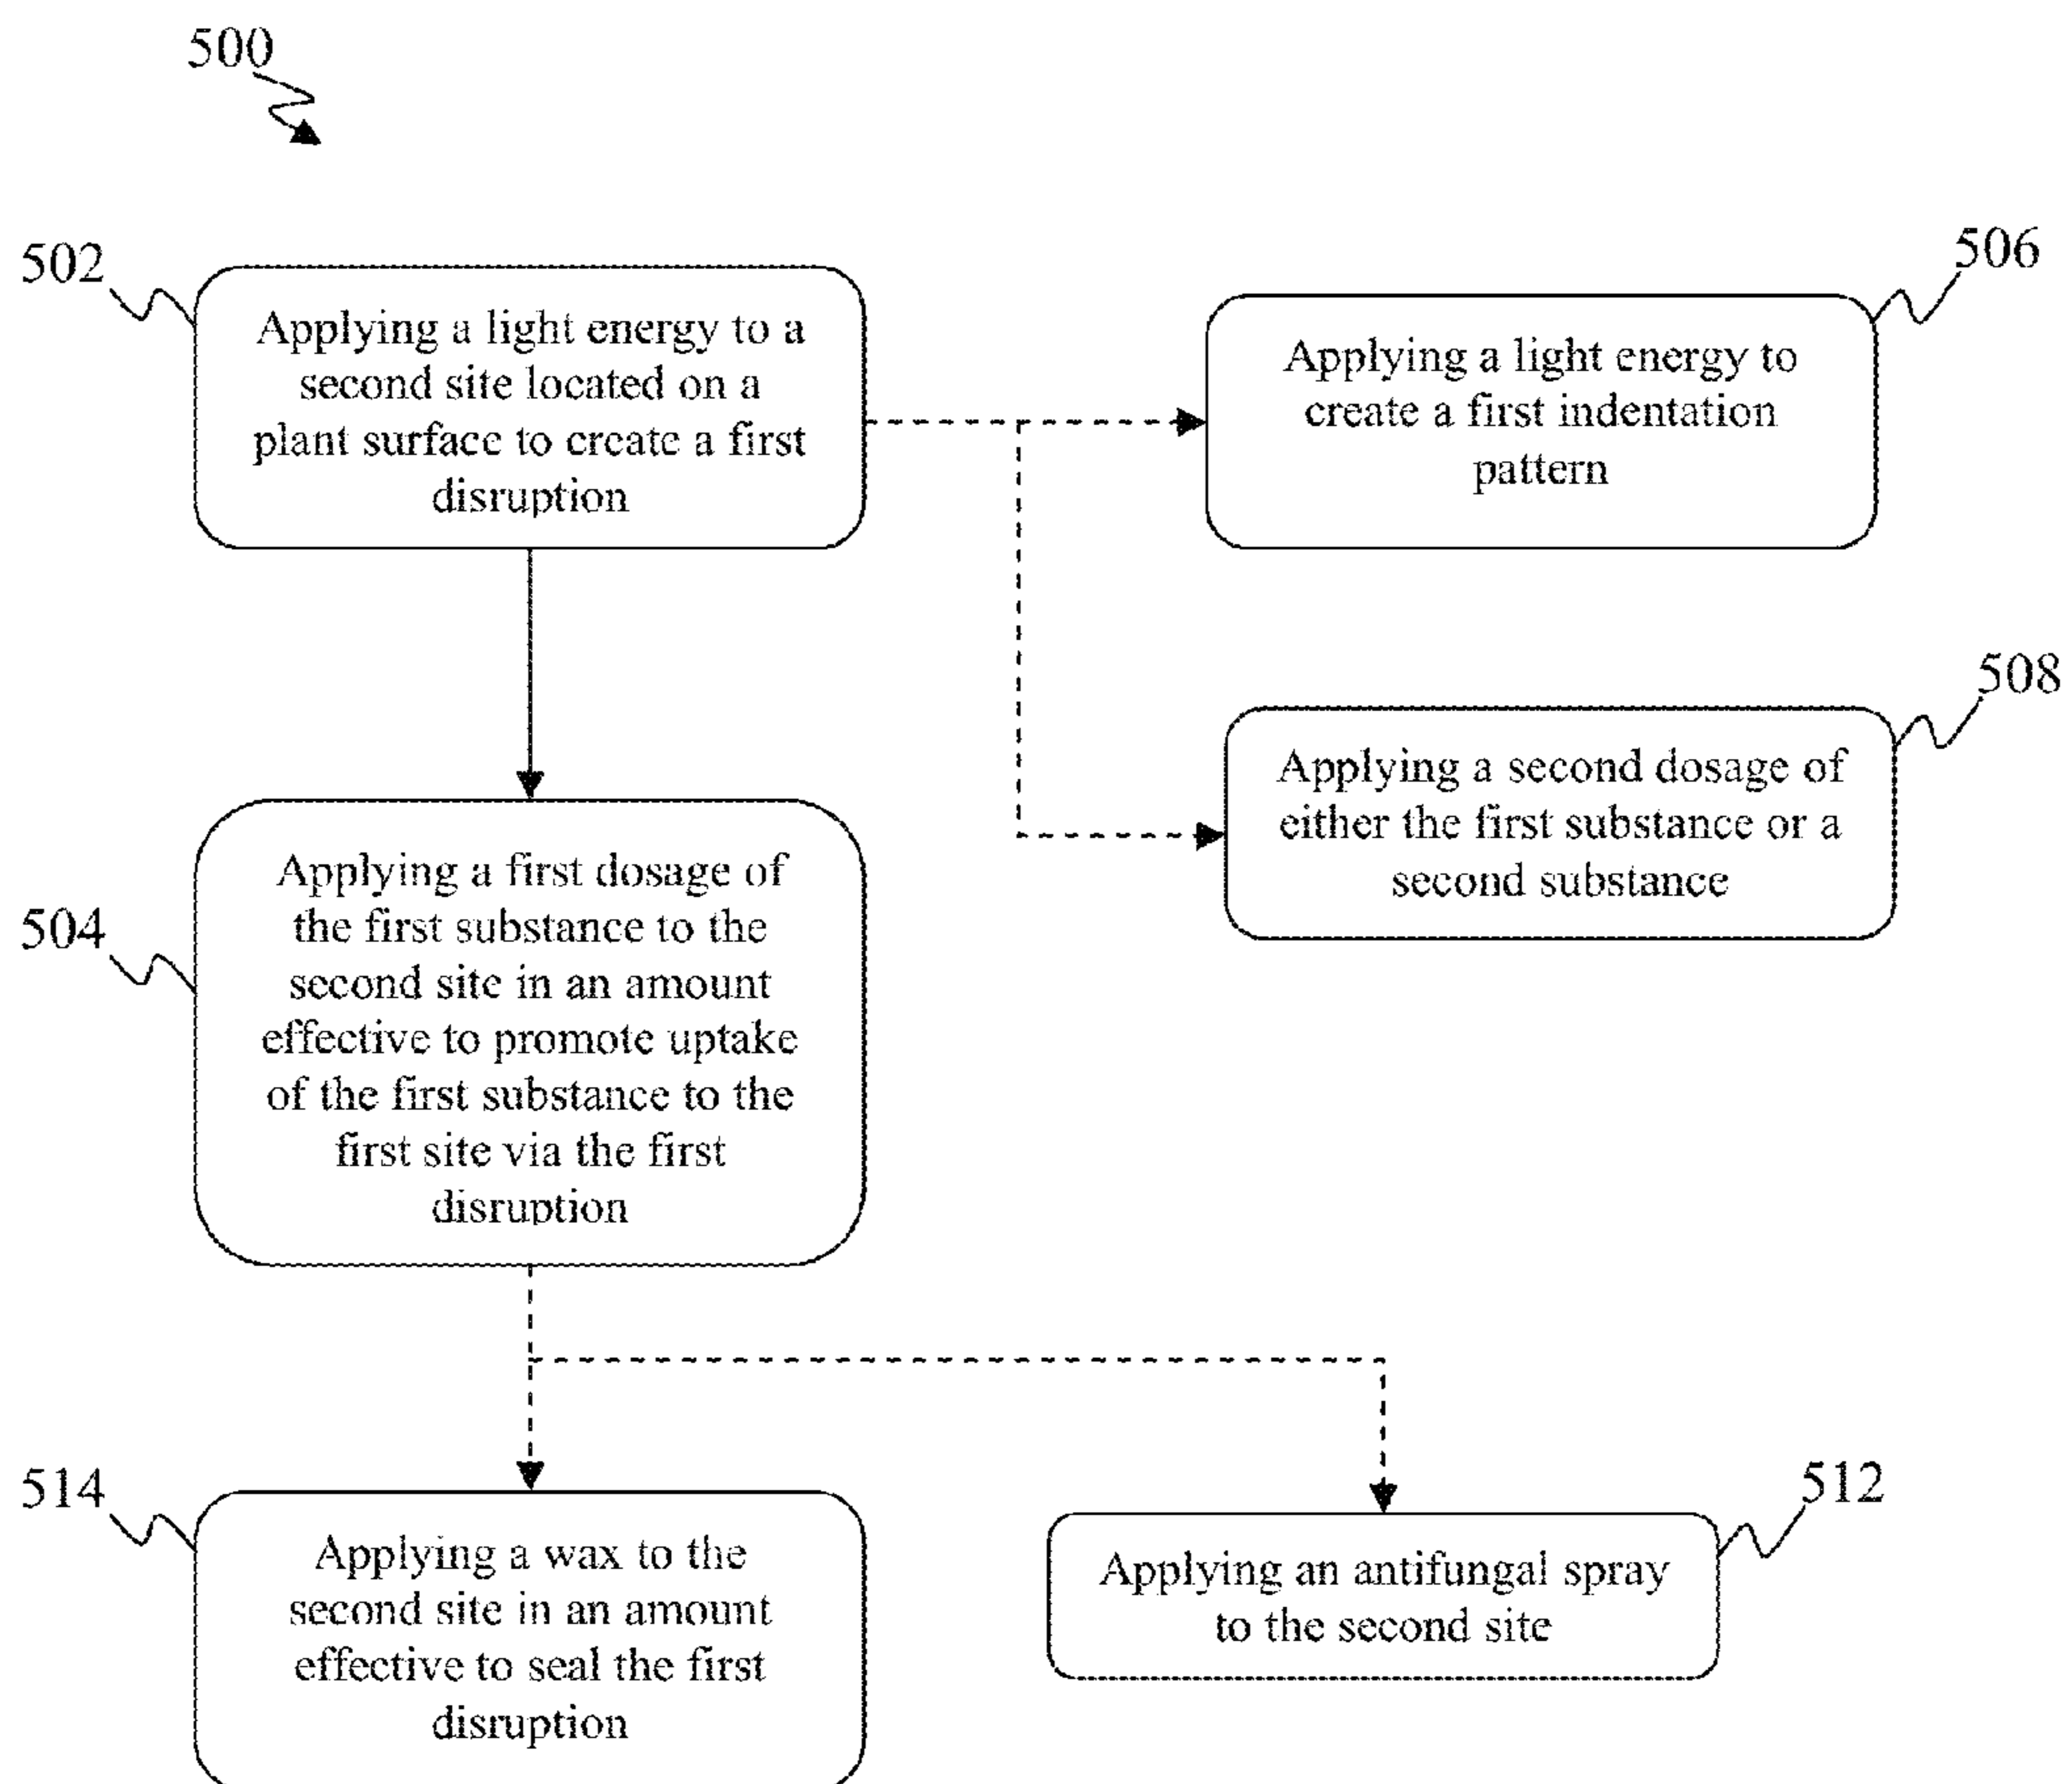 500
502
Applying a light energy to a
second site located on a
plant surface to create a first
disruption
506
Applying a light energy to
create a first indentation
pattern
508
Applying a second dosage of
either the first substance or a
second substance
504
Applying a first dosage of
the first substance to the
second site in an amount
effective to promote uptake
of the first substance to the
first site via the first
disruption
514
Applying a wax to the
second site in an amount
effective to seal the first
disruption
512
Applying an antifungal spray
to the second site